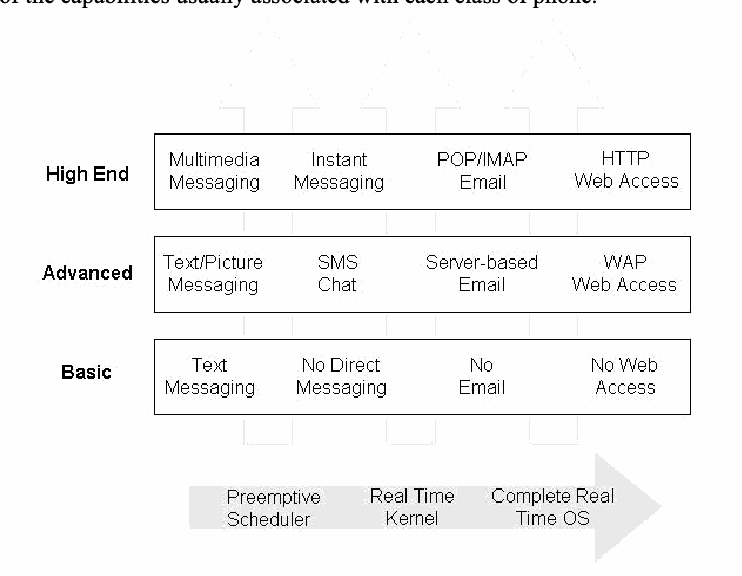 of the capabilities usually associated with each class of phone.
High End
Multimedia Messaging
Instant Messaging
POP/IMAP Email
HTTP Web Access
Advanced
Text/Picture Messaging
SMS Chat
Server-based Email
WAP Web Access
Basic
Text Messaging
No Direct Messaging
No Email
No Web Access
Preemptive Scheduler
Real Time Kernel
Complete Real Time OS